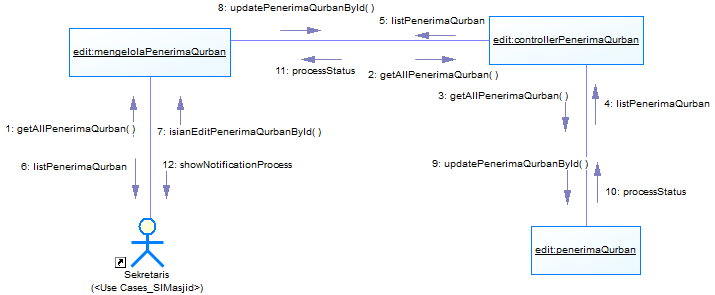 8: updatePenerimaQurbanById( )
5: listPenerimaQurban
edit:mengelolaPenerimaQurban
edit:controllerPenerimaQurban
11: processStatus
2: getAllPenerimaQurban( )
3: getAllPenerimaQurban( )
4: listPenerimaQurban
1: getAllPenerimaQurban( )
7: isianEditPenerimaQurbanById( )
6: listPenerimaQurban
12: showNotificationProcess
9: updatePenerimaQurbanById( )
10: processStatus
edit:penerimaQurban
Sekretaris
(<Use Cases_SIMasjid>)